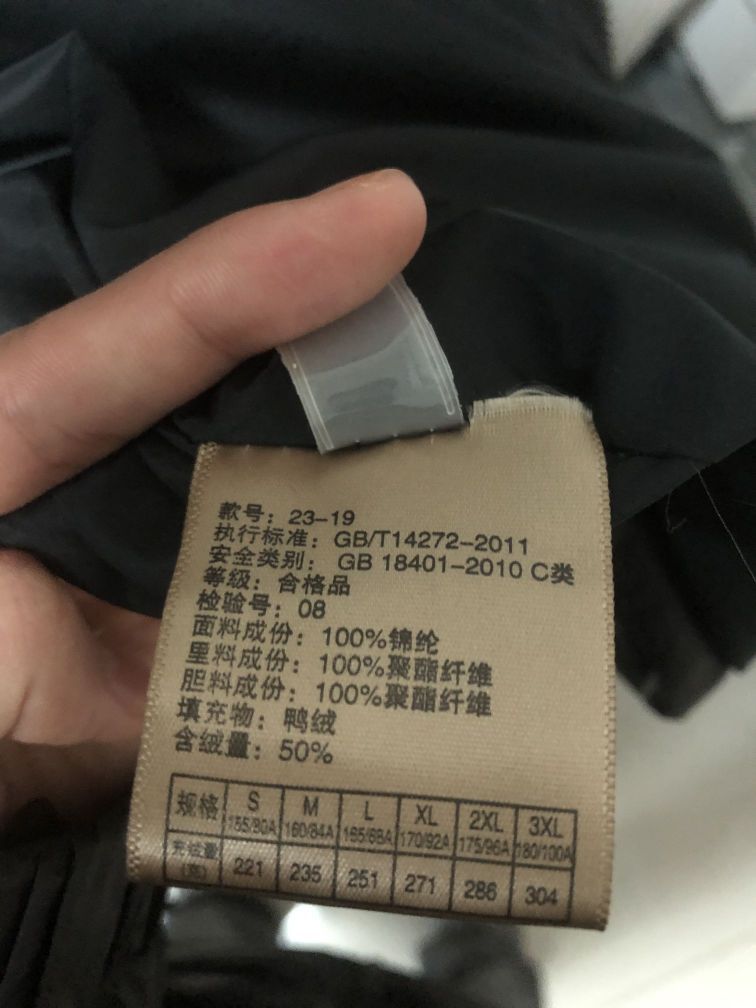 款号：23-19
执行标准：GB/T14272-2011
安全类别：GB 18401-2010 C类
等级：合格品
检验号：08
面料成份：100%锦纶
里料成份：100%聚酯纤维
胆料成份：100%聚酯纤维
填充物：鸭绒
含绒量：50%
规格 S M L XL 2XL 3XL
155/80A 160/84A 165/88A 170/92A 175/96A 180/100A
充绒量(克) 221 235 251 271 286 304